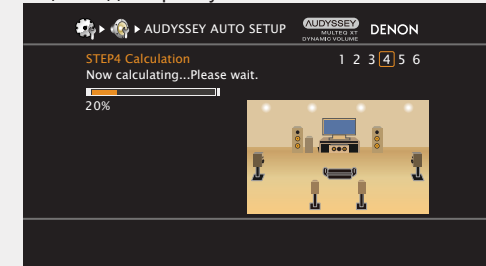 AUDYSSEY AUTO SETUP
AUDYSSEY
MULTEQ XT
DYNAMIC VOLUME
DENON
STEP4 Calculation
1 2 3 4 5 6
Now calculating...Please wait.
20%